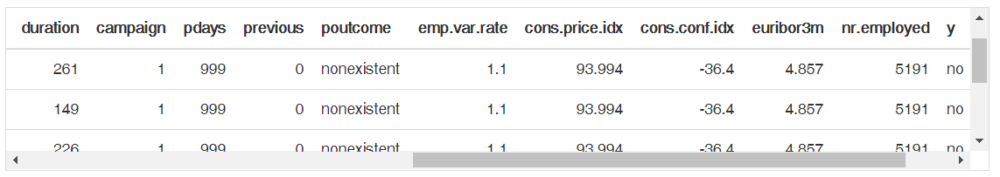 duration campaign pdays previous poutcome emp.var.rate cons.price.idx cons.conf.idx euribor3m nr.employed y
261 1 999 0 nonexistent 1.1 93.994 -36.4 4.857 5191 no
149 1 999 0 nonexistent 1.1 93.994 -36.4 4.857 5191 no
226 1 999 0 nonexistent 1.1 93.994 -36.4 4.857 5191 no